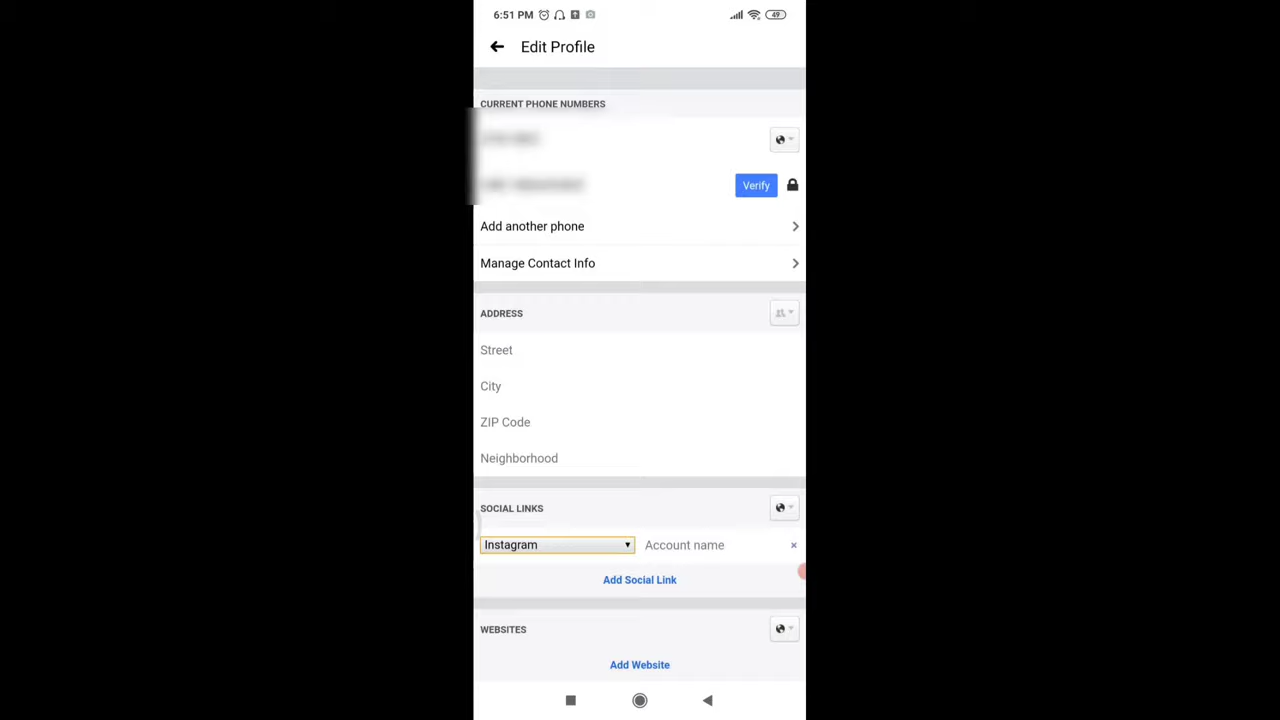 6:51 PM
49
Edit Profile
CURRENT PHONE NUMBERS
Verify
Add another phone
Manage Contact Info
ADDRESS
Street
City
ZIP Code
Neighborhood
SOCIAL LINKS
Instagram Account name
Add Social Link
WEBSITES
Add Website